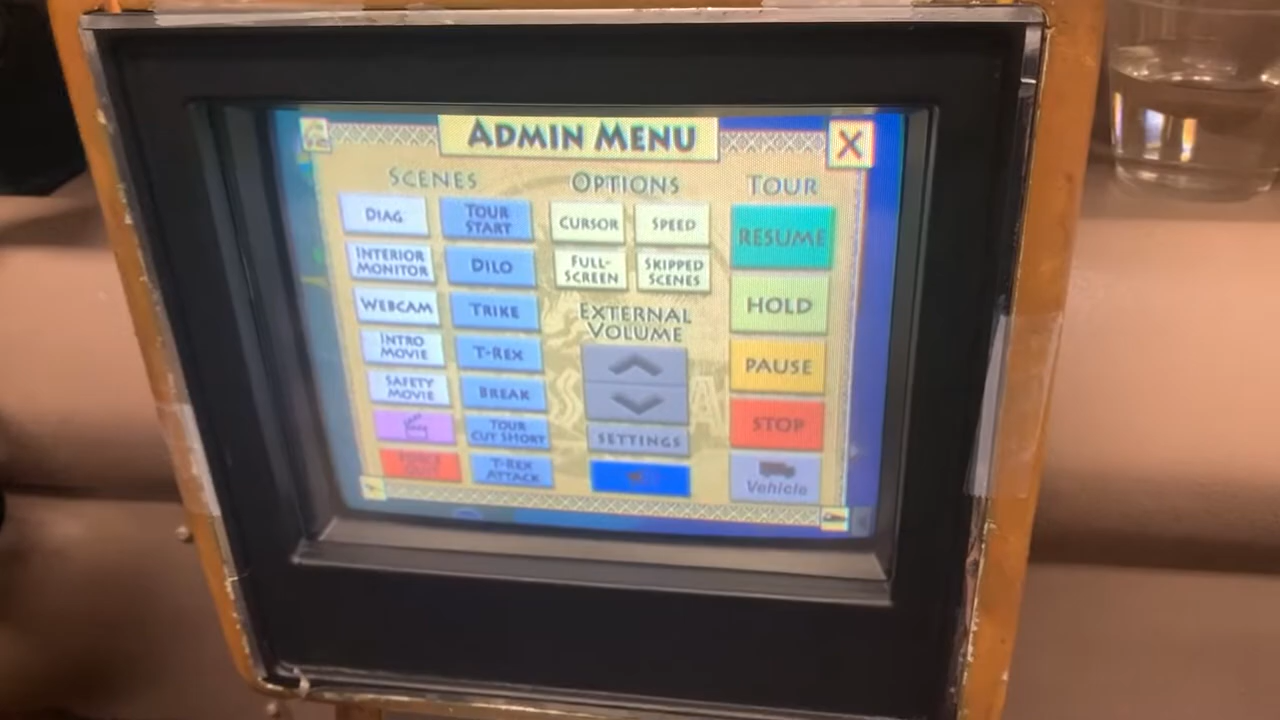 ADMIN MENU
X
SCENES
OPTIONS
TOUR
DIAG
TOUR
START
CURSOR
SPEED
RESUME
INTERIOR
MONITOR
DILO
FULL-
SCREEN
SKIPPED
SCENES
WEBCAM
TRIKE
EXTERNAL
VOLUME
HOLD
INTRO
MOVIE
T-REX
PAUSE
SAFETY
MOVIE
BREAK
STOP
TOUR
CUT SHORT
SETTINGS
T-REX
ATTACK
Vehicle